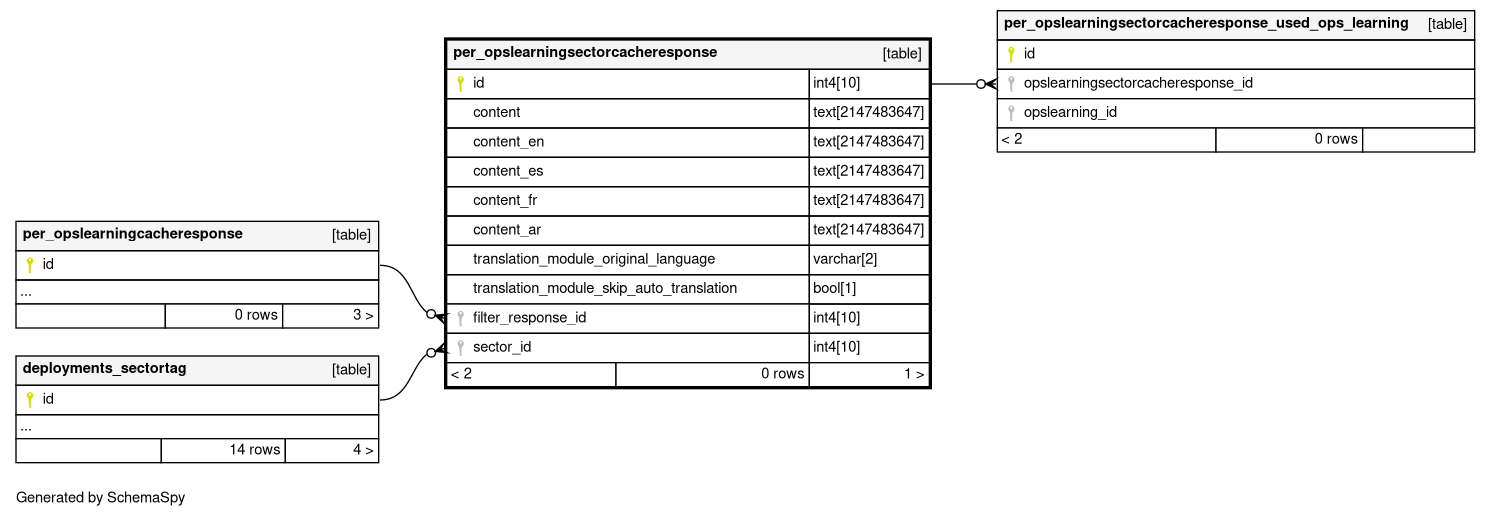 per_opslearningsectorcacheresponse_used_ops_learning [table]
id
opslearningsectorcacheresponse_id
opslearning_id
< 2 0 rows
per_opslearningsectorcacheresponse [table]
id int4[10]
content text[2147483647]
content_en text[2147483647]
content_es text[2147483647]
content_fr text[2147483647]
content_ar text[2147483647]
translation_module_original_language varchar[2]
translation_module_skip_auto_translation bool[1]
filter_response_id int4[10]
sector_id int4[10]
< 2 0 rows 1 >
per_opslearningcacheresponse [table]
id
...
0 rows 3 >
deployments_sectortag [table]
id
...
14 rows 4 >
Generated by SchemaSpy